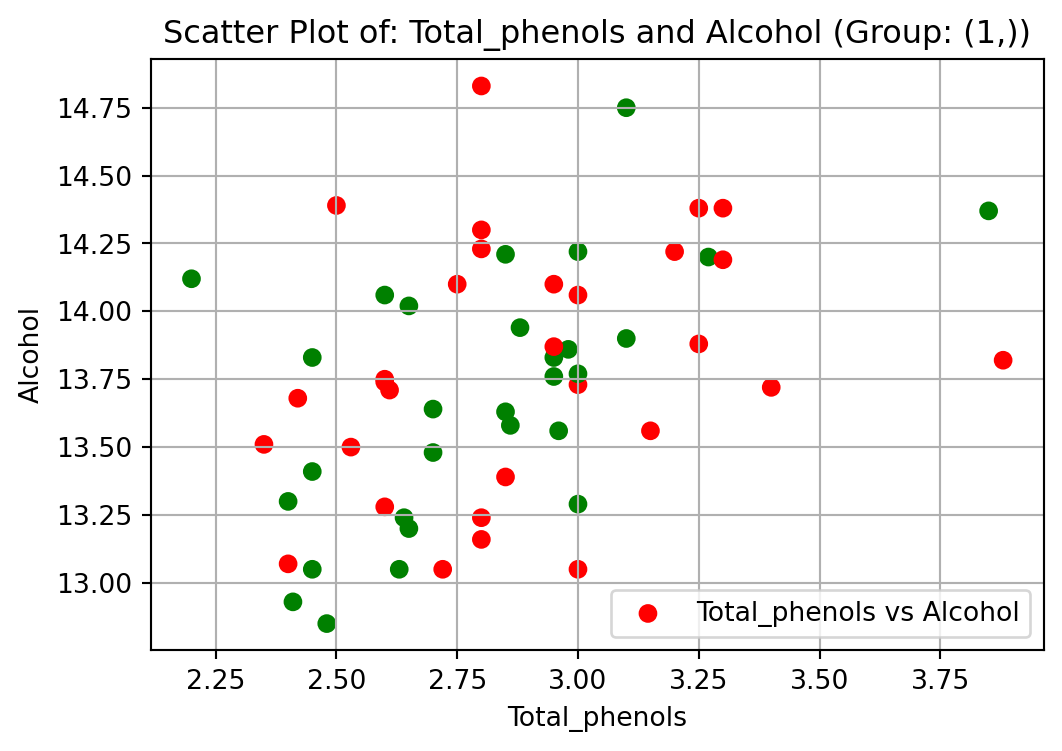 Scatter Plot of: Total_phenols and Alcohol (Group: (1,))
14.75
14.50
14.25
14.00
13.75
13.50
13.25
13.00
Alcohol
Total_phenols vs Alcohol
2.25 2.50 2.75 3.00 3.25 3.50 3.75
Total_phenols